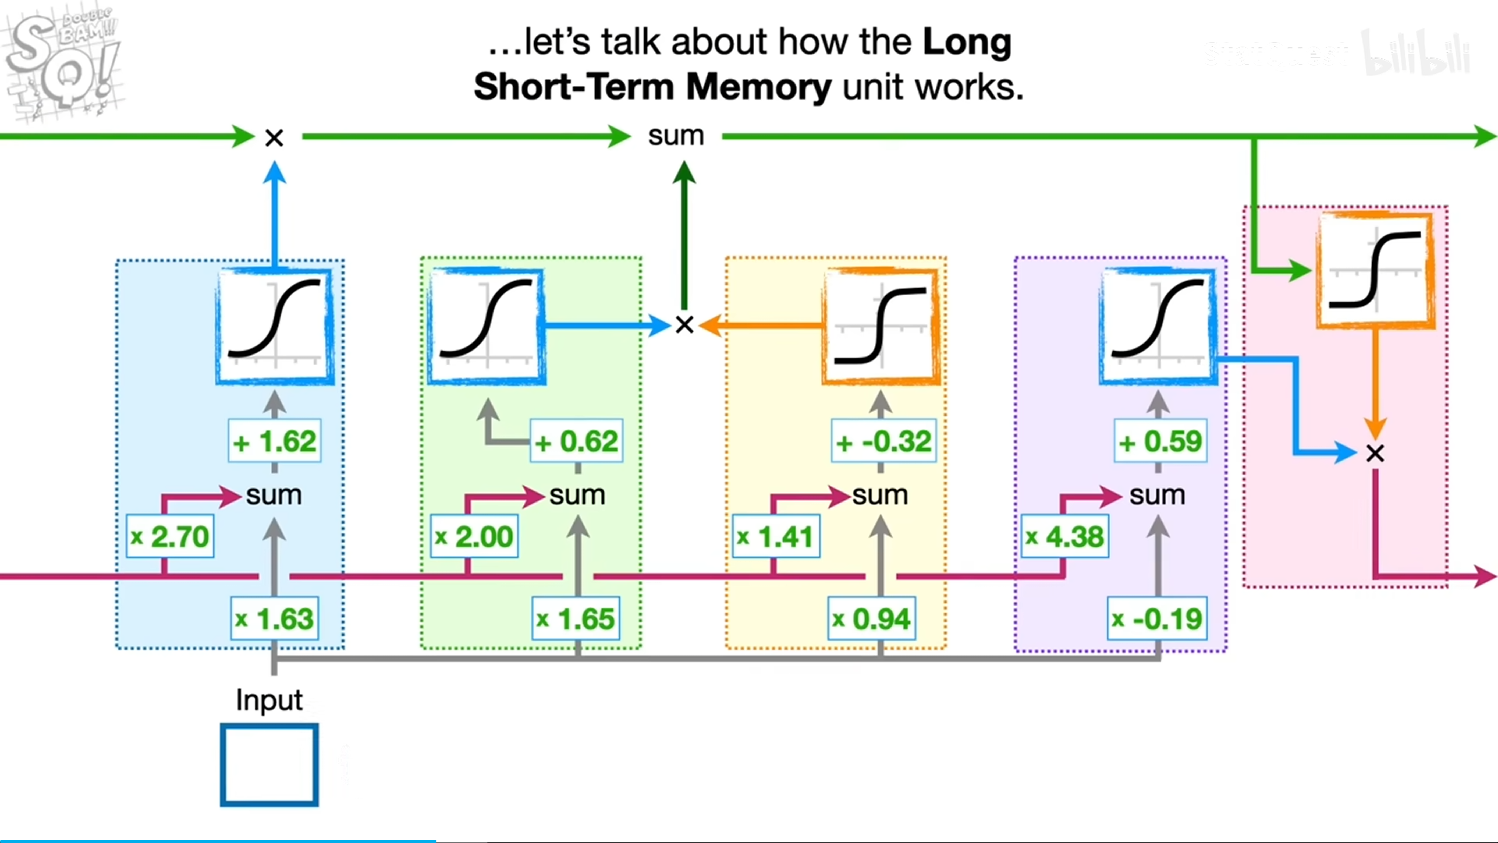 DOUBLE
BAM!!!
SQ!
…let's talk about how the Long
Short-Term Memory unit works.
bilibili
×
sum
×
+ 1.62
+ 0.62
+ -0.32
+ 0.59
×
sum
sum
sum
sum
x 2.70
x 2.00
x 1.41
x 4.38
x 1.63
x 1.65
x 0.94
x -0.19
Input